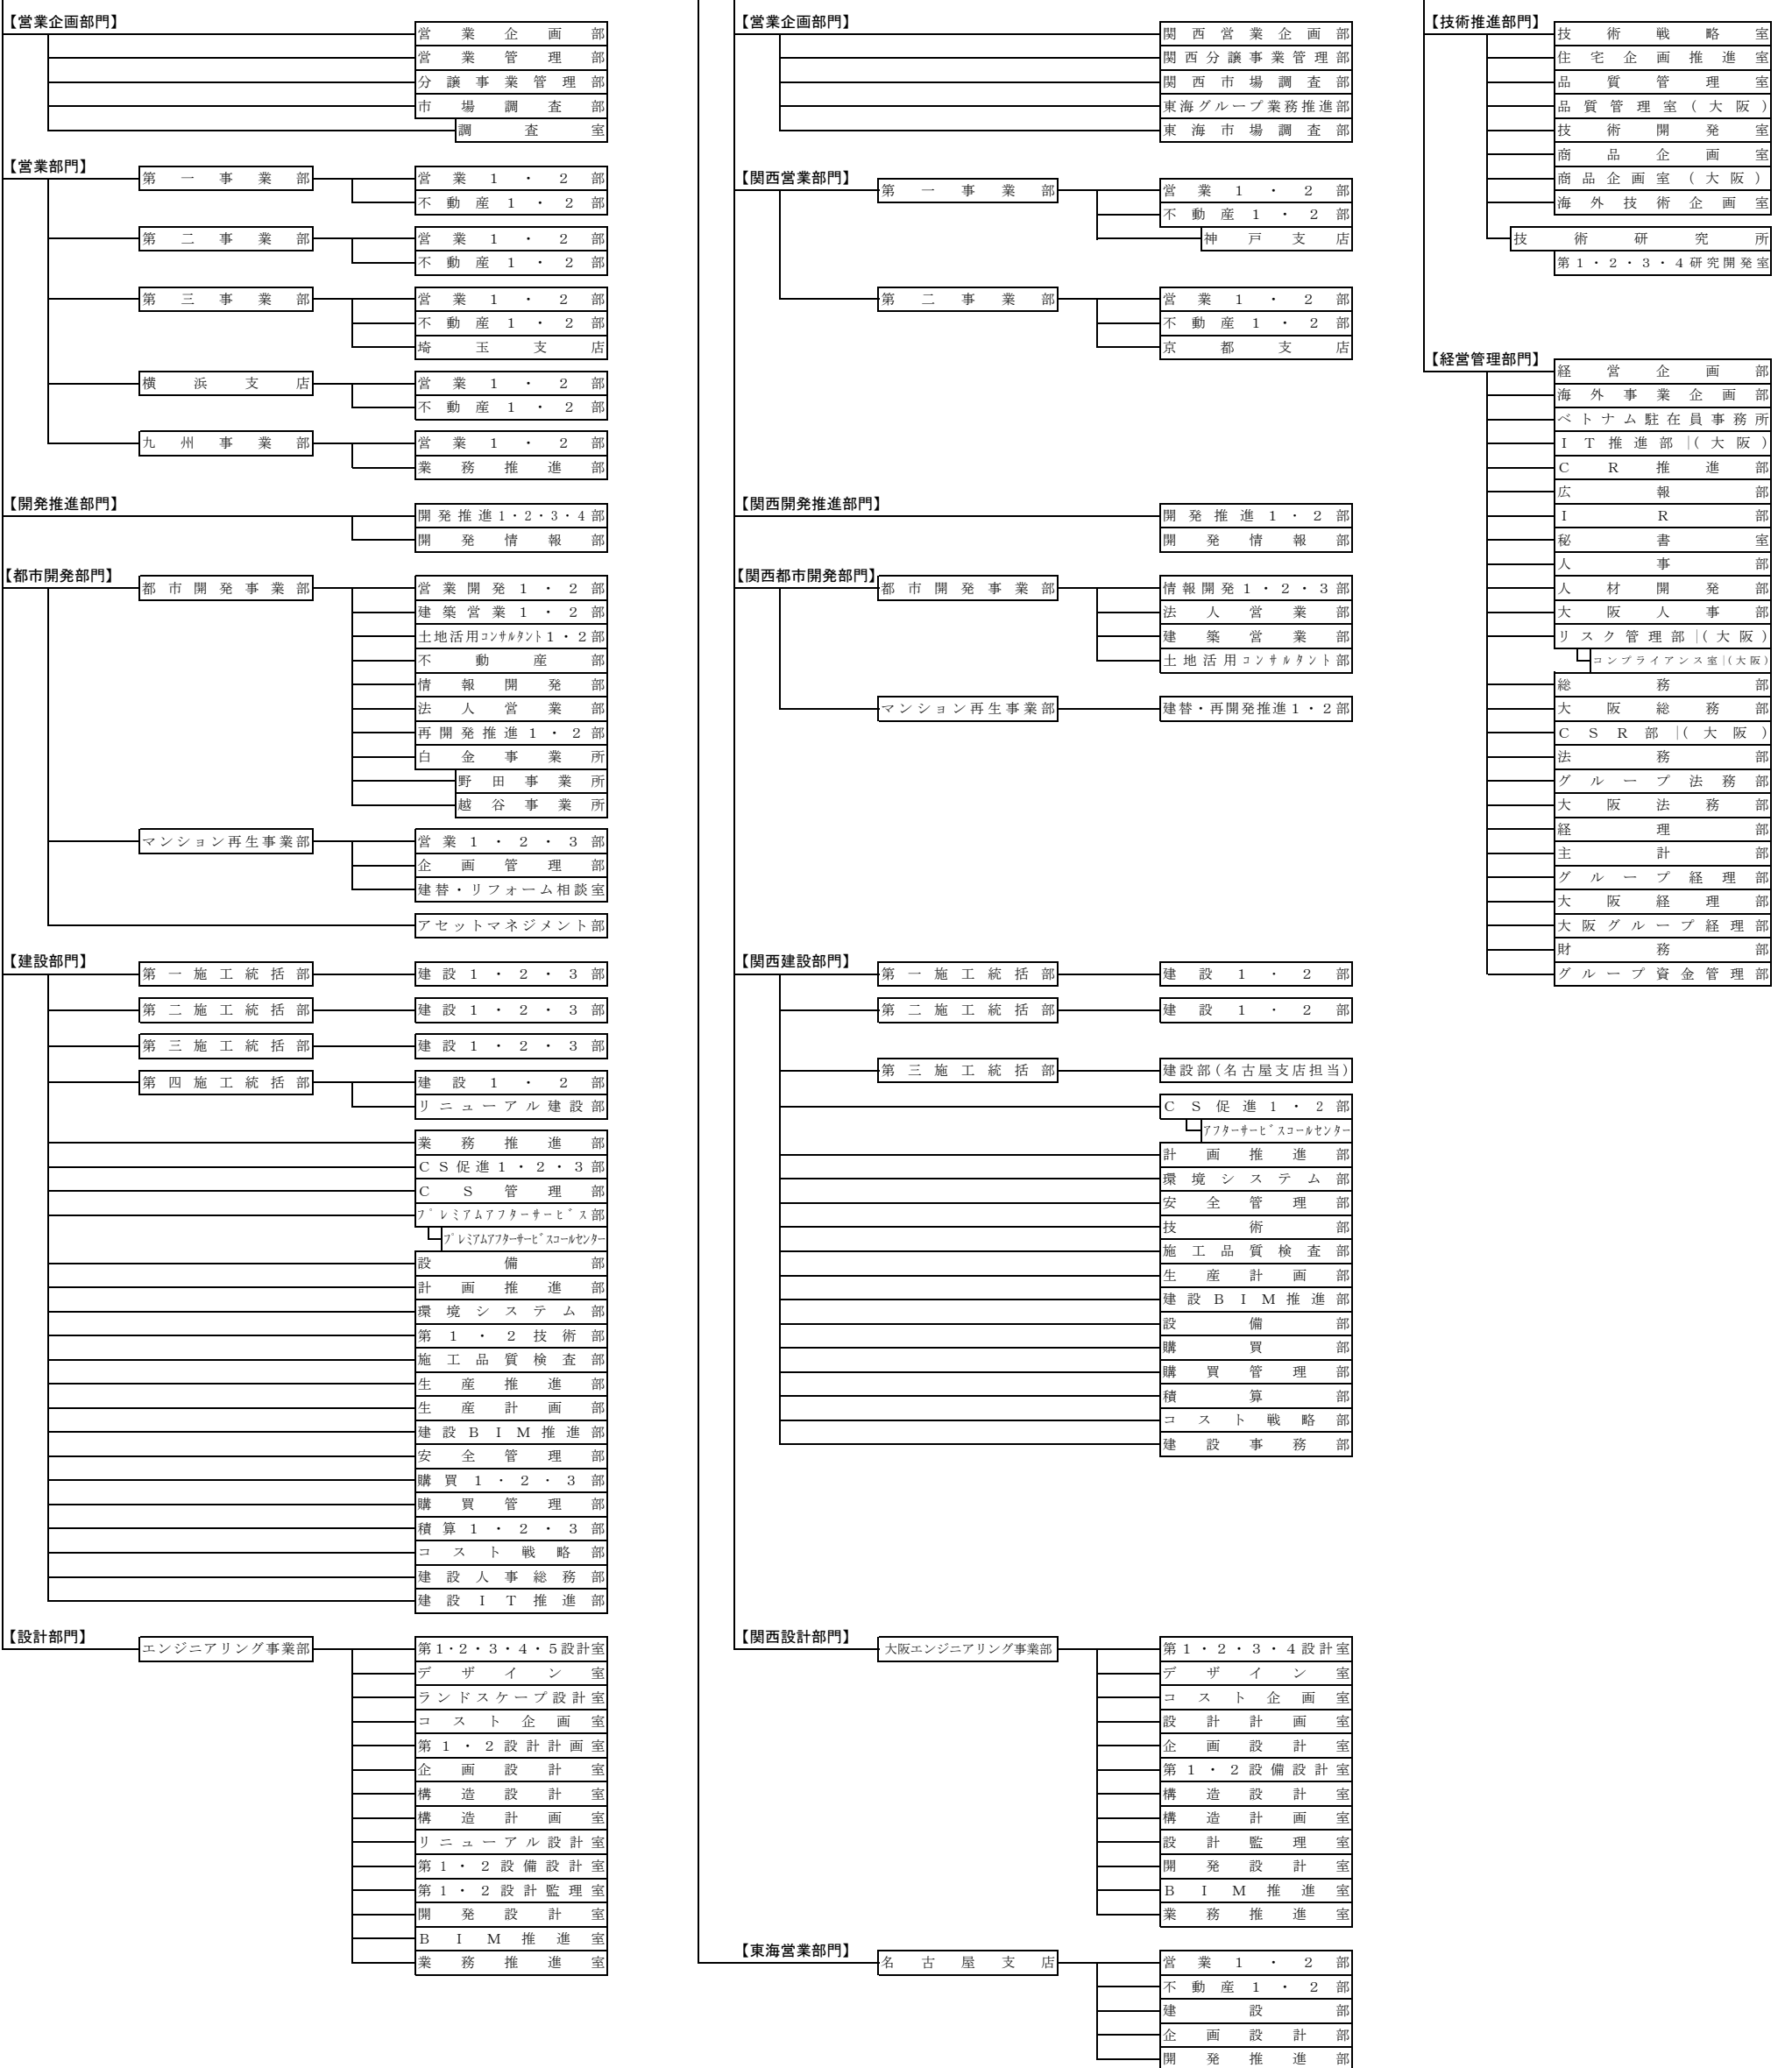 【営業企画部門】
営業企画部
営業管理部
分譲事業管理部
市場調査部
調査室
【営業部門】
第一事業部
営業1・2部
不動産1・2部
第二事業部
営業1・2部
不動産1・2部
第三事業部
営業1・2部
不動産1・2部
埼玉支店
横浜支店
営業1・2部
不動産1・2部
九州事業部
営業1・2部
業務推進部
【開発推進部門】
開発推進1・2・3・4部
開発情報部
【都市開発部門】
都市開発事業部
営業開発1・2部
建築営業1・2部
土地活用コンサルタント1・2部
不動産部
情報開発部
法人営業部
再開発推進1・2部
白金事業所
野田事業所
越谷事業所
マンション再生事業部
営業1・2・3部
企画管理部
建替・リフォーム相談室
アセットマネジメント部
【建設部門】
第一施工統括部
建設1・2・3部
第二施工統括部
建設1・2・3部
第三施工統括部
建設1・2・3部
第四施工統括部
建設1・2部
リニューアル建設部
業務推進部
CS促進1・2・3部
CS管理部
プレミアムアフターサービス部
プレミアムアフターサービスコールセンター
設備部
計画推進部
環境システム部
第1・2技術部
施工品質検査部
生産推進部
生産計画部
建設BIM推進部
安全管理部
購買1・2・3部
購買管理部
積算1・2・3部
コスト戦略部
建設人事総務部
建設IT推進部
【設計部門】
エンジニアリング事業部
第1・2・3・4・5設計室
デザイン室
ランドスケープ設計室
コスト企画室
第1・2設計計画室
企画設計室
構造設計室
構造計画室
リニューアル設計室
第1・2設備設計室
第1・2設計監理室
開発設計室
BIM推進室
業務推進室
【営業企画部門】
関西営業企画部
関西分譲事業管理部
関西市場調査部
東海グループ業務推進部
東海市場調査部
【関西営業部門】
第一事業部
営業1・2部
不動産1・2部
神戸支店
第二事業部
営業1・2部
不動産1・2部
京都支店
【関西開発推進部門】
開発推進1・2部
開発情報部
【関西都市開発部門】
都市開発事業部
情報開発1・2・3部
法人営業部
建築営業部
土地活用コンサルタント部
マンション再生事業部
建替・再開発推進1・2部
【関西建設部門】
第一施工統括部
建設1・2部
第二施工統括部
建設1・2部
第三施工統括部
建設部(名古屋支店担当)
CS促進1・2部
アフターサービスコールセンター
計画推進部
環境システム部
安全管理部
技術部
施工品質検査部
生産計画部
建設BIM推進部
設備部
購買部
購買管理部
積算部
コスト戦略部
建設事務部
【関西設計部門】
大阪エンジニアリング事業部
第1・2・3・4設計室
デザイン室
コスト企画室
設計計画室
企画設計室
第1・2設備設計室
構造設計室
構造計画室
設計監理室
開発設計室
BIM推進室
業務推進室
【東海営業部門】
名古屋支店
営業1・2部
不動産1・2部
建設部
企画設計部
開発推進部
【技術推進部門】
技術戦略室
住宅企画推進室
品質管理室
品質管理室(大阪)
技術開発室
商品企画室
商品企画室(大阪)
海外技術企画室
技術研究所
第1・2・3・4研究開発室
【経営管理部門】
経営企画部
海外事業企画部
ベトナム駐在員事務所
IT推進部|(大阪)
CR推進部
広報部
IR部
秘書室
人事部
人材開発部
大阪人事部
リスク管理部|(大阪)
コンプライアンス室|(大阪)
総務部
大阪総務部
CSR部|(大阪)
法務部
グループ法務部
大阪法務部
経理部
主計部
グループ経理部
大阪経理部
大阪グループ経理部
財務部
グループ資金管理部